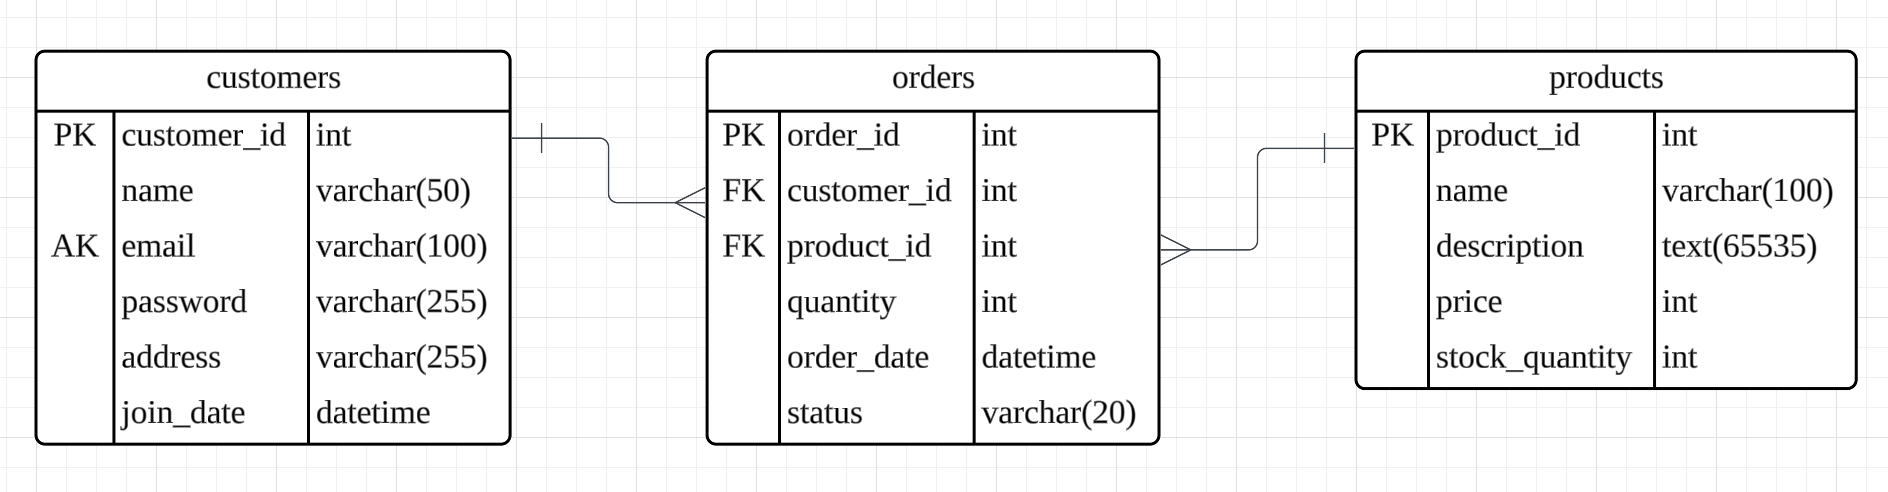 customers
PK customer_id int
name varchar(50)
AK email varchar(100)
password varchar(255)
address varchar(255)
join_date datetime
orders
PK order_id int
FK customer_id int
FK product_id int
quantity int
order_date datetime
status varchar(20)
products
PK product_id int
name varchar(100)
description text(65535)
price int
stock_quantity int